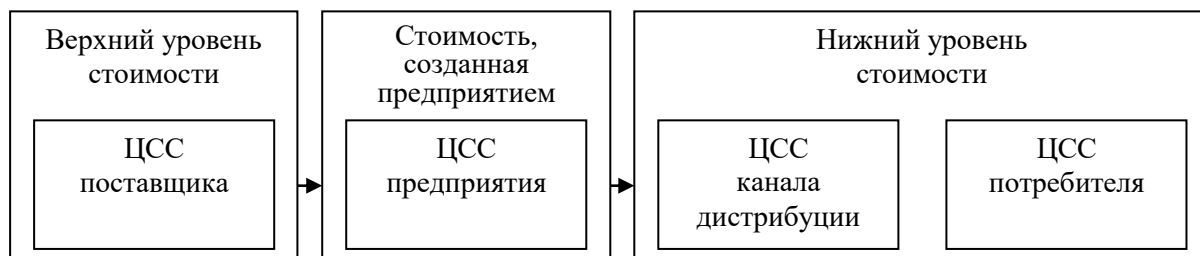 Верхний уровень
стоимости
ЦСС
поставщика
Стоимость,
созданная
предприятием
ЦСС
предприятия
Нижний уровень
стоимости
ЦСС
канала
дистрибуции
ЦСС
потребителя